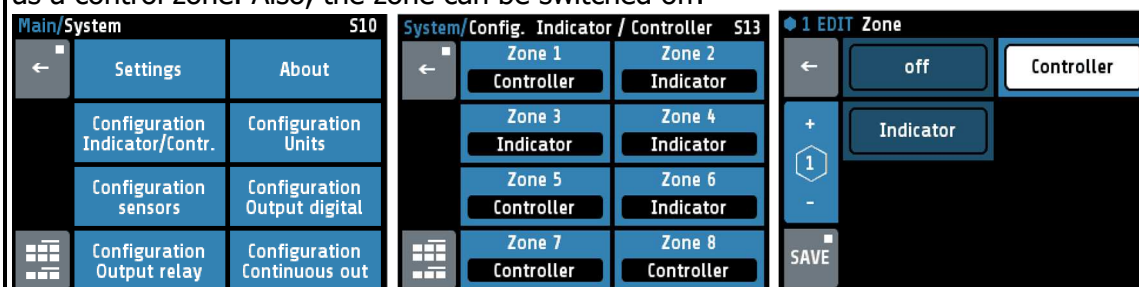 as a control zone. Also, the zone can be switched off.
Main/System S10
←
Settings
About
Configuration
Indicator/Contr.
Configuration
Units
Configuration
sensors
Configuration
Output digital
Configuration
Output relay
Configuration
Continuous out
System/Config. Indicator / Controller S13
←
Zone 1
Controller
Zone 2
Indicator
Zone 3
Indicator
Zone 4
Indicator
Zone 5
Controller
Zone 6
Indicator
Zone 7
Controller
Zone 8
Controller
1 EDIT Zone
←
off
Controller
+
1
-
Indicator
SAVE